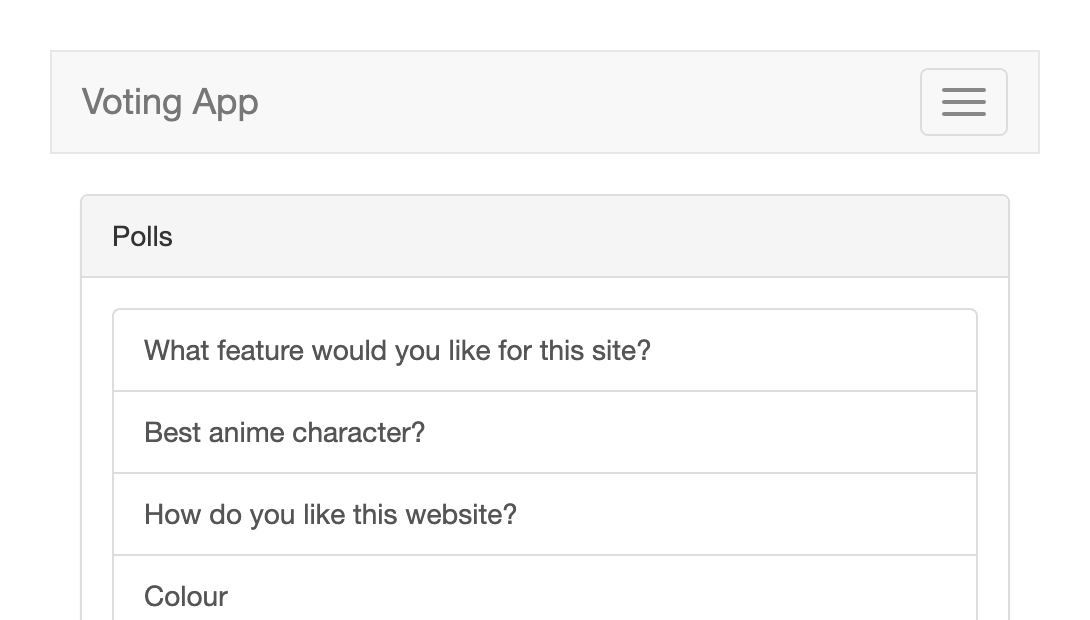 Voting App
Polls
What feature would you like for this site?
Best anime character?
How do you like this website?
Colour